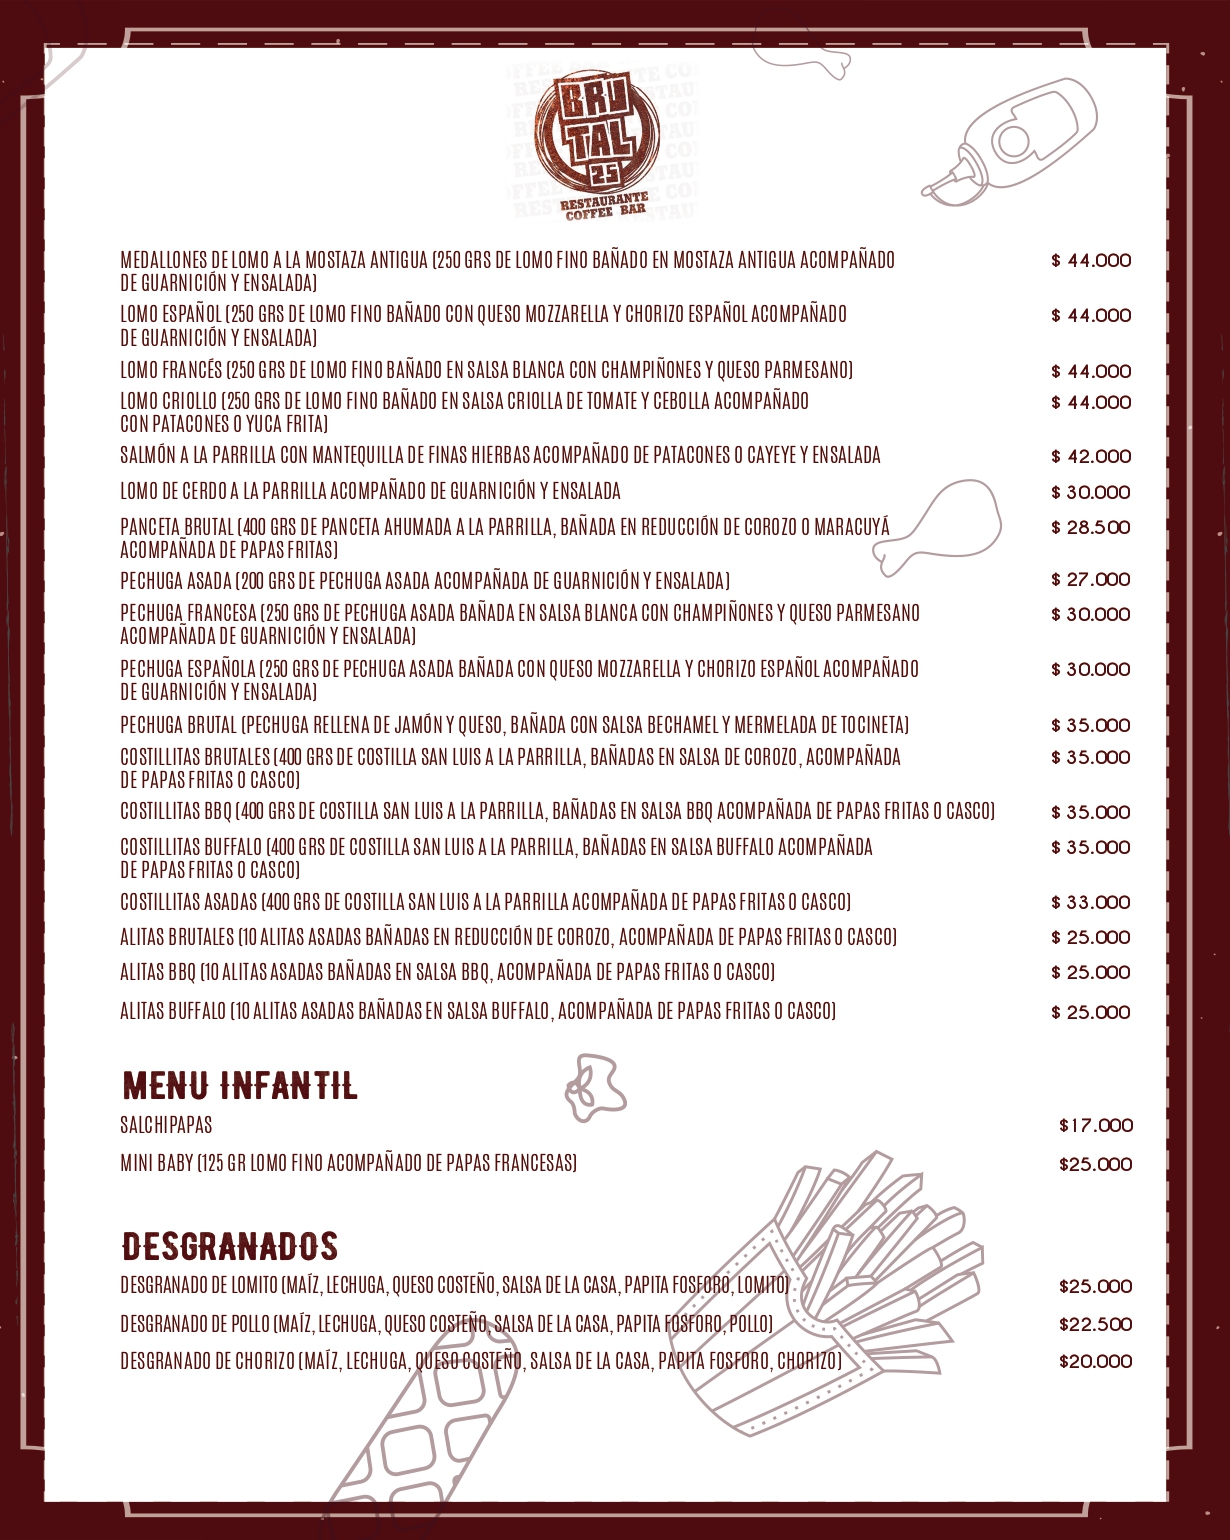 BRU
TAL
25
RESTAURANTE
COFFEE BAR
MEDALLONES DE LOMO A LA MOSTAZA ANTIGUA (250 GRS DE LOMO FINO BAÑADO EN MOSTAZA ANTIGUA ACOMPAÑADO $ 44.000
DE GUARNICIÓN Y ENSALADA)
LOMO ESPAÑOL (250 GRS DE LOMO FINO BAÑADO CON QUESO MOZZARELLA Y CHORIZO ESPAÑOL ACOMPAÑADO $ 44.000
DE GUARNICIÓN Y ENSALADA)
LOMO FRANCÉS (250 GRS DE LOMO FINO BAÑADO EN SALSA BLANCA CON CHAMPIÑONES Y QUESO PARMESANO) $ 44.000
LOMO CRIOLLO (250 GRS DE LOMO FINO BAÑADO EN SALSA CRIOLLA DE TOMATE Y CEBOLLA ACOMPAÑADO $ 44.000
CON PATACONES O YUCA FRITA)
SALMÓN A LA PARRILLA CON MANTEQUILLA DE FINAS HIERBAS ACOMPAÑADO DE PATACONES O CAYEYE Y ENSALADA $ 42.000
LOMO DE CERDO A LA PARRILLA ACOMPAÑADO DE GUARNICIÓN Y ENSALADA $ 30.000
PANCETA BRUTAL (400 GRS DE PANCETA AHUMADA A LA PARRILLA, BAÑADA EN REDUCCIÓN DE COROZO O MARACUYÁ $ 28.500
ACOMPAÑADA DE PAPAS FRITAS)
PECHUGA ASADA (200 GRS DE PECHUGA ASADA ACOMPAÑADA DE GUARNICIÓN Y ENSALADA) $ 27.000
PECHUGA FRANCESA (250 GRS DE PECHUGA ASADA BAÑADA EN SALSA BLANCA CON CHAMPIÑONES Y QUESO PARMESANO $ 30.000
ACOMPAÑADA DE GUARNICIÓN Y ENSALADA)
PECHUGA ESPAÑOLA (250 GRS DE PECHUGA ASADA BAÑADA CON QUESO MOZZARELLA Y CHORIZO ESPAÑOL ACOMPAÑADO $ 30.000
DE GUARNICIÓN Y ENSALADA)
PECHUGA BRUTAL (PECHUGA RELLENA DE JAMÓN Y QUESO, BAÑADA CON SALSA BECHAMEL Y MERMELADA DE TOCINETA) $ 35.000
COSTILLITAS BRUTALES (400 GRS DE COSTILLA SAN LUIS A LA PARRILLA, BAÑADAS EN SALSA DE COROZO, ACOMPAÑADA $ 35.000
DE PAPAS FRITAS O CASCO)
COSTILLITAS BBQ (400 GRS DE COSTILLA SAN LUIS A LA PARRILLA, BAÑADAS EN SALSA BBQ ACOMPAÑADA DE PAPAS FRITAS O CASCO) $ 35.000
COSTILLITAS BUFFALO (400 GRS DE COSTILLA SAN LUIS A LA PARRILLA, BAÑADAS EN SALSA BUFFALO ACOMPAÑADA $ 35.000
DE PAPAS FRITAS O CASCO)
COSTILLITAS ASADAS (400 GRS DE COSTILLA SAN LUIS A LA PARRILLA ACOMPAÑADA DE PAPAS FRITAS O CASCO) $ 33.000
ALITAS BRUTALES (10 ALITAS ASADAS BAÑADAS EN REDUCCIÓN DE COROZO, ACOMPAÑADA DE PAPAS FRITAS O CASCO) $ 25.000
ALITAS BBQ (10 ALITAS ASADAS BAÑADAS EN SALSA BBQ, ACOMPAÑADA DE PAPAS FRITAS O CASCO) $ 25.000
ALITAS BUFFALO (10 ALITAS ASADAS BAÑADAS EN SALSA BUFFALO, ACOMPAÑADA DE PAPAS FRITAS O CASCO) $ 25.000
MENU INFANTIL
SALCHIPAPAS $17.000
MINI BABY (125 GR LOMO FINO ACOMPAÑADO DE PAPAS FRANCESAS) $25.000
DESGRANADOS
DESGRANADO DE LOMITO (MAÍZ, LECHUGA, QUESO COSTEÑO, SALSA DE LA CASA, PAPITA FOSFORO, LOMITO) $25.000
DESGRANADO DE POLLO (MAÍZ, LECHUGA, QUESO COSTEÑO, SALSA DE LA CASA, PAPITA FOSFORO, POLLO) $22.500
DESGRANADO DE CHORIZO (MAÍZ, LECHUGA, QUESO COSTEÑO, SALSA DE LA CASA, PAPITA FOSFORO, CHORIZO) $20.000